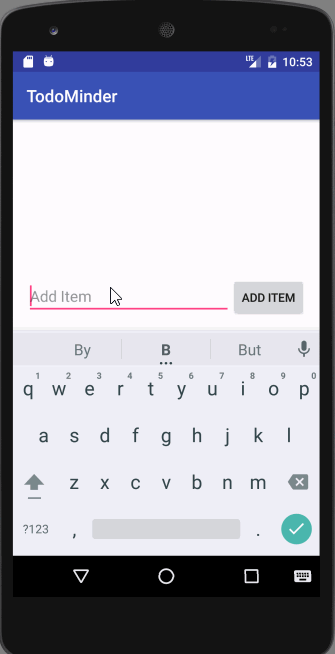 LTE 10:53
TodoMinder
Add Item ADD ITEM
By B But
1 2 3 4 5 6 7 8 9 0
q w e r t y u i o p
a s d f g h j k l
z x c v b n m
?123 , .